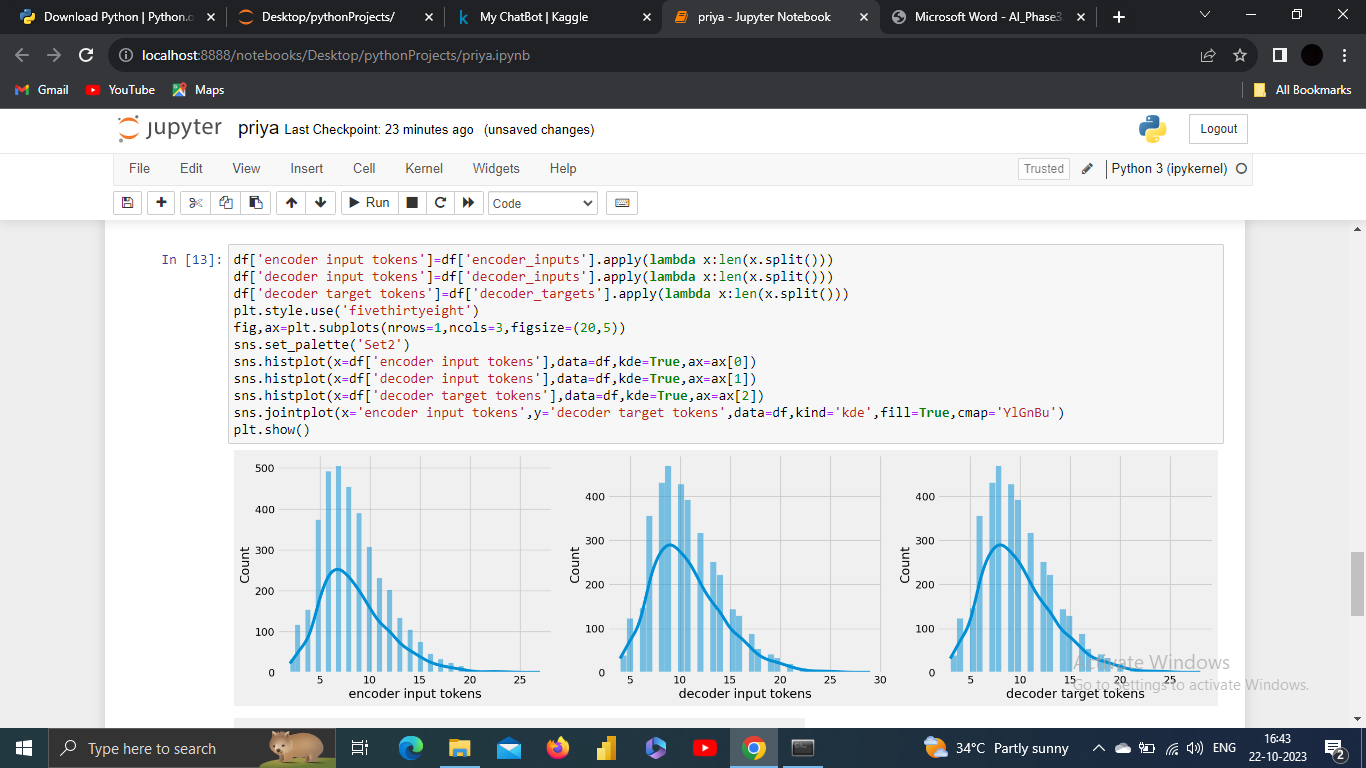 Download Python | Python.o
Desktop/pythonProjects/
My ChatBot | Kaggle
priya - Jupyter Notebook
Microsoft Word - AI_Phase3
localhost:8888/notebooks/Desktop/pythonProjects/priya.ipynb
Gmail
YouTube
Maps
All Bookmarks
jupyter priya Last Checkpoint: 23 minutes ago (unsaved changes)
Logout
File Edit View Insert Cell Kernel Widgets Help
Trusted
Python 3 (ipykernel)
Run
Code
In [13]:
df['encoder input tokens']=df['encoder_inputs'].apply(lambda x:len(x.split()))
df['decoder input tokens']=df['decoder_inputs'].apply(lambda x:len(x.split()))
df['decoder target tokens']=df['decoder_targets'].apply(lambda x:len(x.split()))
plt.style.use('fivethirtyeight')
fig,ax=plt.subplots(nrows=1,ncols=3,figsize=(20,5))
sns.set_palette('Set2')
sns.histplot(x=df['encoder input tokens'],data=df,kde=True,ax=ax[0])
sns.histplot(x=df['decoder input tokens'],data=df,kde=True,ax=ax[1])
sns.histplot(x=df['decoder target tokens'],data=df,kde=True,ax=ax[2])
sns.jointplot(x='encoder input tokens',y='decoder target tokens',data=df,kind='kde',fill=True,cmap='YlGnBu')
plt.show()
500
400
300
200
100
0
Count
5 10 15 20 25
encoder input tokens
400
300
200
100
0
Count
5 10 15 20 25 30
decoder input tokens
400
300
200
100
0
Count
5 10 15 20 25
decoder target tokens
Activate Windows
Go to Settings to activate Windows.
Type here to search
34°C Partly sunny
ENG
16:43
22-10-2023
2